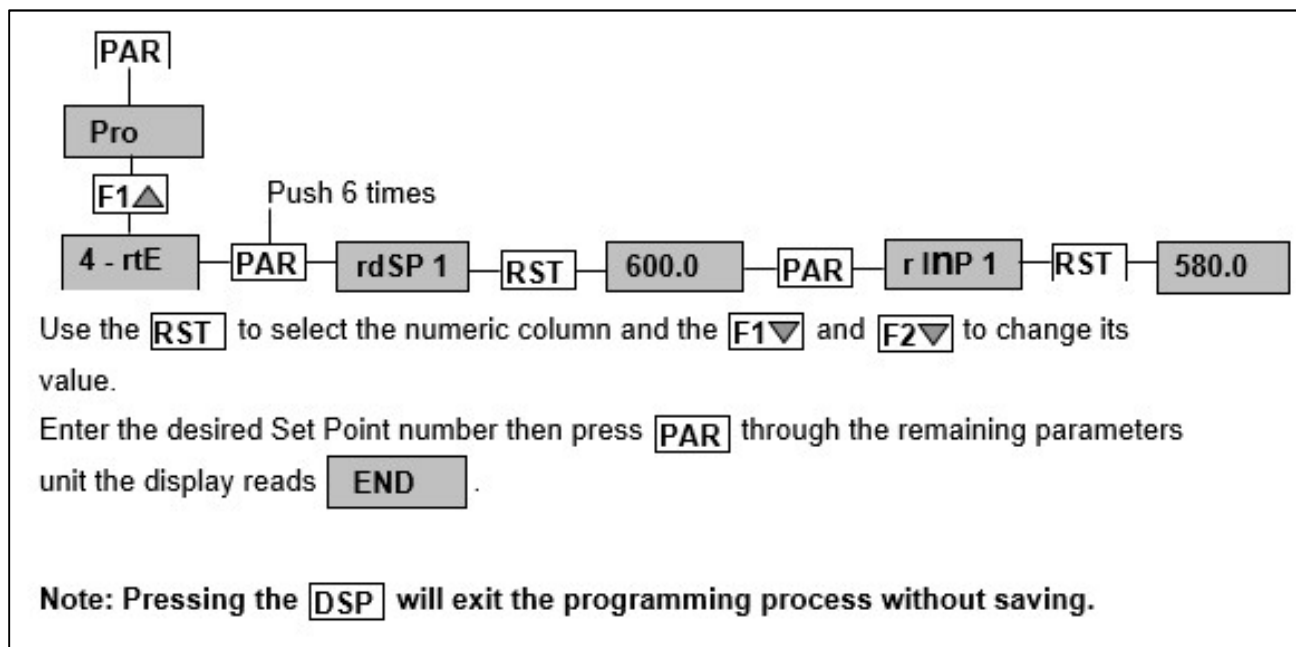 PAR
Pro
F1△ Push 6 times
4 - rtE PAR rdSP 1 RST 600.0 PAR r InP 1 RST 580.0
Use the RST to select the numeric column and the F1▽ and F2▽ to change its
value.
Enter the desired Set Point number then press PAR through the remaining parameters
unit the display reads END .
Note: Pressing the DSP will exit the programming process without saving.